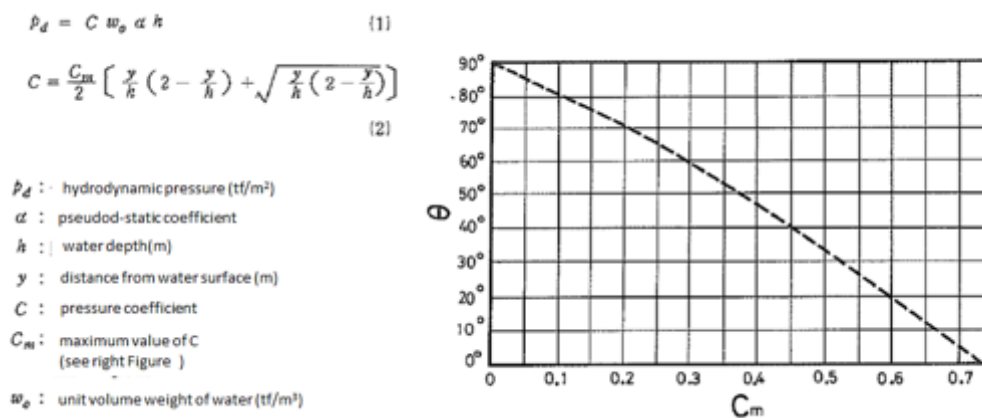 p_d = C w_o α h (1)
C = C_m/2 [ y/h ( 2 − y/h ) + √( y/h ( 2 − y/h ) ) ]
(2)
p_d : hydrodynamic pressure (tf/m²)
α : pseudod-static coefficient
h : water depth(m)
y : distance from water surface (m)
C : pressure coefficient
C_m : maximum value of C
(see right Figure )
w_o : unit volume weight of water (tf/m³)
90°
80°
70°
60°
50°
40°
30°
20°
10°
0°
θ
0 0.1 0.2 0.3 0.4 0.5 0.6 0.7
Cm